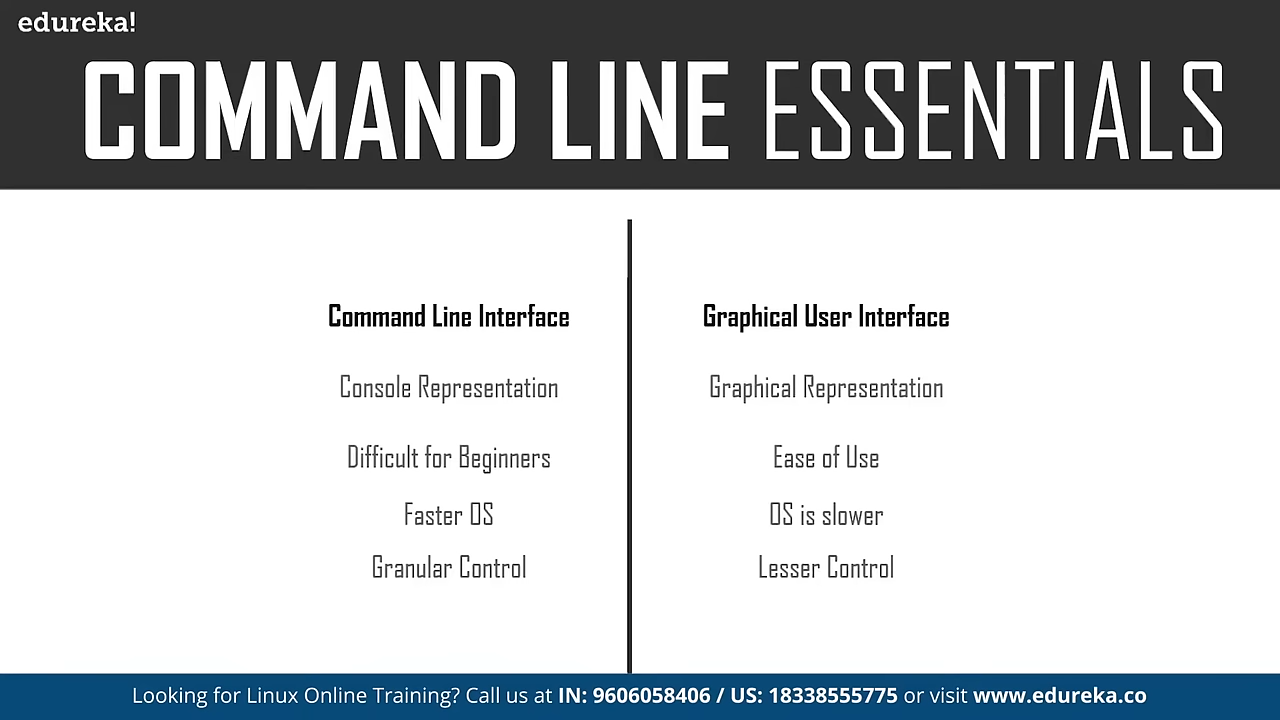 edureka!
COMMAND LINE ESSENTIALS
Command Line Interface
Console Representation
Difficult for Beginners
Faster OS
Granular Control
Graphical User Interface
Graphical Representation
Ease of Use
OS is slower
Lesser Control
Looking for Linux Online Training? Call us at IN: 9606058406 / US: 18338555775 or visit www.edureka.co